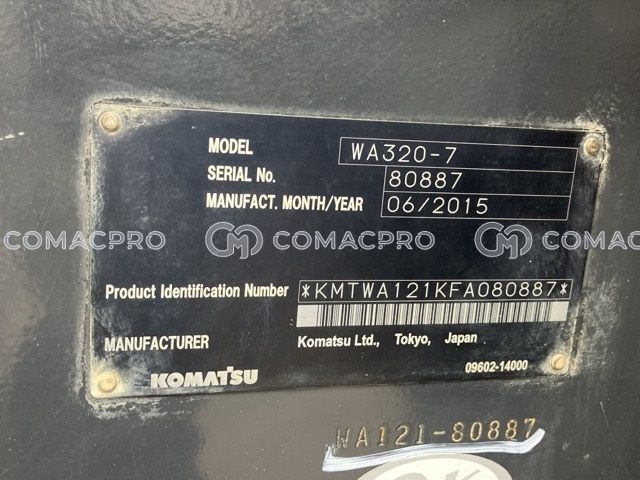 MODEL WA320-7
SERIAL No. 80887
MANUFACT. MONTH/YEAR 06/2015
COMACPRO COMACPRO COMACPRO
Product Identification Number *KMTWA121KFA080887*
MANUFACTURER Komatsu Ltd., Tokyo, Japan
KOMATSU 09602-14000
WA121-80887